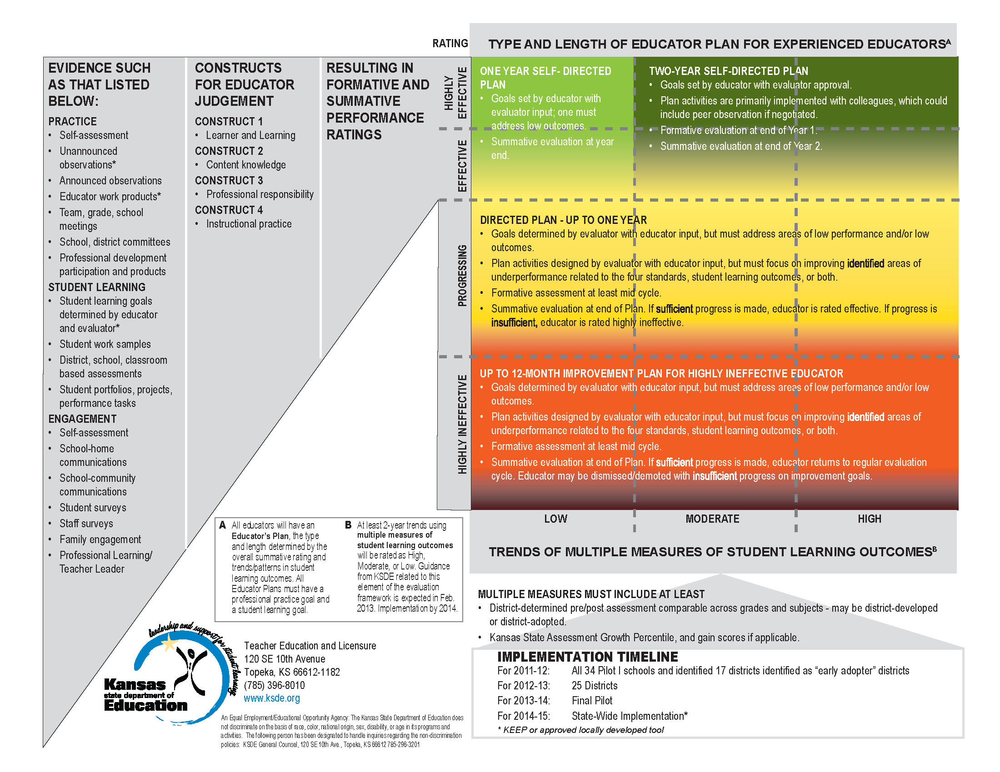 RATING
TYPE AND LENGTH OF EDUCATOR PLAN FOR EXPERIENCED EDUCATORSA
EVIDENCE SUCH
AS THAT LISTED
BELOW:
PRACTICE
• Self-assessment
• Unannounced
observations*
• Announced observations
• Educator work products*
• Team, grade, school
meetings
• School, district committees
• Professional development
participation and products
STUDENT LEARNING
• Student learning goals
determined by educator
and evaluator*
• Student work samples
• District, school, classroom
based assessments
• Student portfolios, projects,
performance tasks
ENGAGEMENT
• Self-assessment
• School-home
communications
• School-community
communications
• Student surveys
• Staff surveys
• Family engagement
• Professional Learning/
Teacher Leader
CONSTRUCTS
FOR EDUCATOR
JUDGEMENT
CONSTRUCT 1
• Learner and Learning
CONSTRUCT 2
• Content knowledge
CONSTRUCT 3
• Professional responsibility
CONSTRUCT 4
• Instructional practice
RESULTING IN
FORMATIVE AND
SUMMATIVE
PERFORMANCE
RATINGS
HIGHLY
EFFECTIVE
EFFECTIVE
PROGRESSING
HIGHLY INEFFECTIVE
ONE YEAR SELF- DIRECTED
PLAN
• Goals set by educator with
evaluator input; one must
address low outcomes.
• Summative evaluation at year
end.
TWO-YEAR SELF-DIRECTED PLAN
• Goals set by educator with evaluator approval.
• Plan activities are primarily implemented with colleagues, which could
include peer observation if negotiated.
• Formative evaluation at end of Year 1.
• Summative evaluation at end of Year 2.
DIRECTED PLAN - UP TO ONE YEAR
• Goals determined by evaluator with educator input, but must address areas of low performance and/or low
outcomes.
• Plan activities designed by evaluator with educator input, but must focus on improving identified areas of
underperformance related to the four standards, student learning outcomes, or both.
• Formative assessment at least mid cycle.
• Summative evaluation at end of Plan. If sufficient progress is made, educator is rated effective. If progress is
insufficient, educator is rated highly ineffective.
UP TO 12-MONTH IMPROVEMENT PLAN FOR HIGHLY INEFFECTIVE EDUCATOR
• Goals determined by evaluator with educator input, but must address areas of low performance and/or low
outcomes.
• Plan activities designed by evaluator with educator input, but must focus on improving identified areas of
underperformance related to the four standards, student learning outcomes, or both.
• Formative assessment at least mid cycle.
• Summative evaluation at end of Plan. If sufficient progress is made, educator returns to regular evaluation
cycle. Educator may be dismissed/demoted with insufficient progress on improvement goals.
LOW
MODERATE
HIGH
TRENDS OF MULTIPLE MEASURES OF STUDENT LEARNING OUTCOMESB
A All educators will have an
Educator's Plan, the type
and length determined by the
overall summative rating and
trends/patterns in student
learning outcomes. All
Educator Plans must have a
professional practice goal and
a student learning goal.
B At least 2-year trends using
multiple measures of
student learning outcomes
will be rated as High,
Moderate, or Low. Guidance
from KSDE related to this
element of the evaluation
framework is expected in Feb.
2013. Implementation by 2014.
MULTIPLE MEASURES MUST INCLUDE AT LEAST
• District-determined pre/post assessment comparable across grades and subjects - may be district-developed
or district-adopted.
• Kansas State Assessment Growth Percentile, and gain scores if applicable.
IMPLEMENTATION TIMELINE
For 2011-12: All 34 Pilot I schools and identified 17 districts identified as “early adopter” districts
For 2012-13: 25 Districts
For 2013-14: Final Pilot
For 2014-15: State-Wide Implementation*
* KEEP or approved locally developed tool
leadership and support for student learning
Kansas
state department of
Education
Teacher Education and Licensure
120 SE 10th Avenue
Topeka, KS 66612-1182
(785) 396-8010
www.ksde.org
An Equal Employment/Educational Opportunity Agency: The Kansas State Department of Education does
not discriminate on the basis of race, color, national origin, sex, disability, or age in its programs and
activities. The following person has been designated to handle inquiries regarding the non-discrimination
policies: KSDE General Counsel, 120 SE 10th Ave., Topeka, KS 66612 785-296-3201